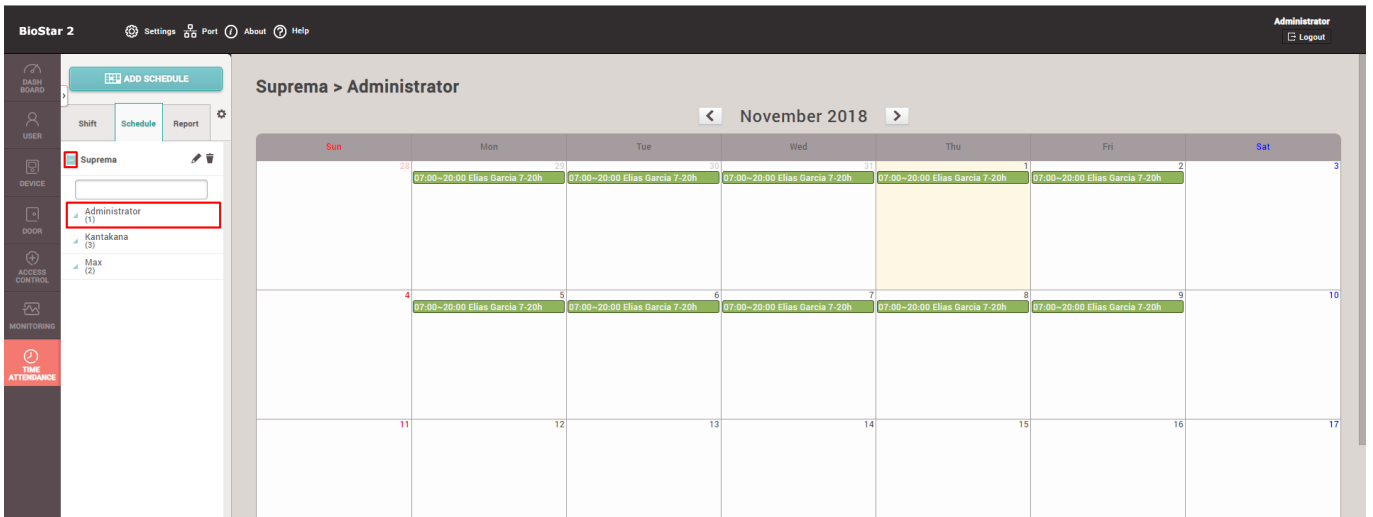 BioStar 2 Settings Port About Help
Administrator
Logout
DASH
BOARD
USER
DEVICE
DOOR
ACCESS
CONTROL
MONITORING
TIME
ATTENDANCE
ADD SCHEDULE
Shift Schedule Report
Suprema
Administrator
(1)
Kantakana
(3)
Max
(2)
Suprema > Administrator
< November 2018 >
Sun Mon Tue Wed Thu Fri Sat
28 29 30 31 1 2 3
07:00~20:00 Elias Garcia 7-20h 07:00~20:00 Elias Garcia 7-20h 07:00~20:00 Elias Garcia 7-20h 07:00~20:00 Elias Garcia 7-20h 07:00~20:00 Elias Garcia 7-20h
4 5 6 7 8 9 10
07:00~20:00 Elias Garcia 7-20h 07:00~20:00 Elias Garcia 7-20h 07:00~20:00 Elias Garcia 7-20h 07:00~20:00 Elias Garcia 7-20h 07:00~20:00 Elias Garcia 7-20h
11 12 13 14 15 16 17